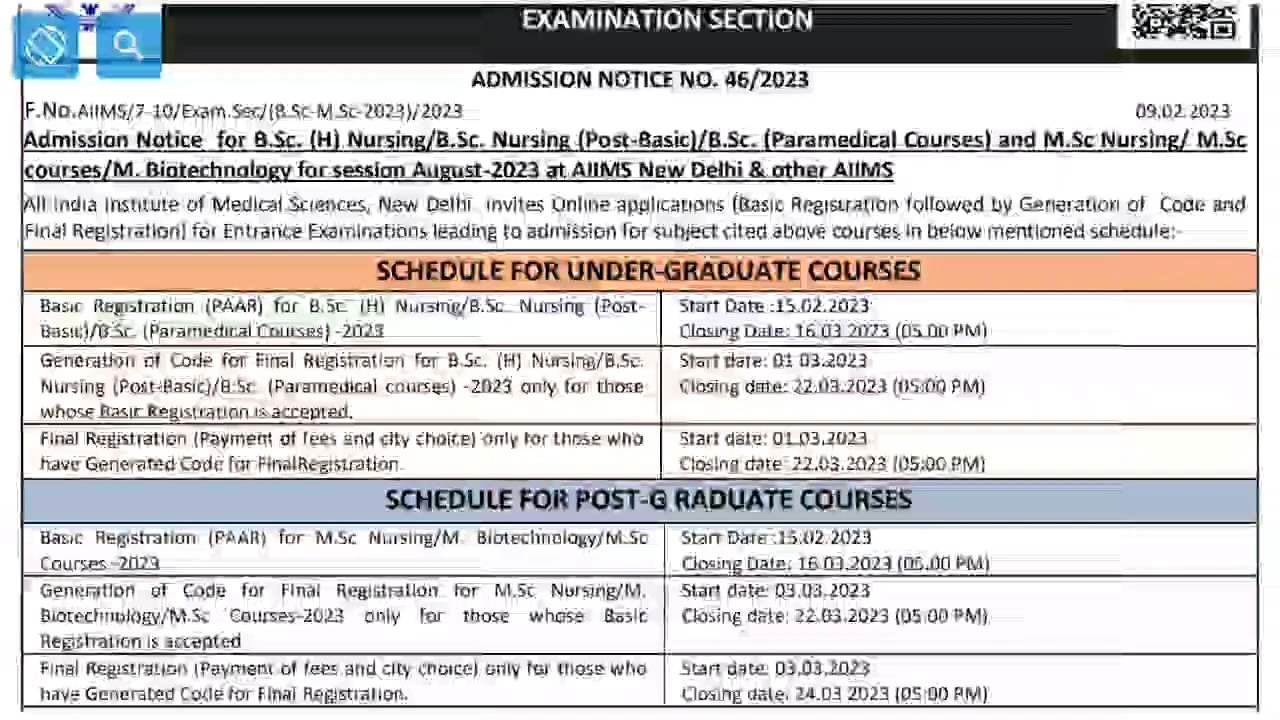 EXAMINATION SECTION
ADMISSION NOTICE NO. 46/2023
F.No.AIIMS/7-10/Exam.Sec/(B.Sc-M.Sc-2023)/2023 09.02.2023
Admission Notice for B.Sc. (H) Nursing/B.Sc. Nursing (Post-Basic)/B.Sc. (Paramedical Courses) and M.Sc Nursing/ M.Sc
courses/M. Biotechnology for session August-2023 at AIIMS New Delhi & other AIIMS
All India Institute of Medical Sciences, New Delhi invites Online applications (Basic Registration followed by Generation of Code and
Final Registration) for Entrance Examinations leading to admission for subject cited above courses in below mentioned schedule:-
SCHEDULE FOR UNDER-GRADUATE COURSES
Basic Registration (PAAR) for B.Sc. (H) Nursing/B.Sc. Nursing (Post-
Basic)/B.Sc. (Paramedical Courses) -2023
Start Date :15.02.2023
Closing Date: 16.03.2023 (05.00 PM)
Generation of Code for Final Registration for B.Sc. (H) Nursing/B.Sc.
Nursing (Post-Basic)/B.Sc. (Paramedical courses) -2023 only for those
whose Basic Registration is accepted.
Start date: 01.03.2023
Closing date: 22.03.2023 (05:00 PM)
Final Registration (Payment of fees and city choice) only for those who
have Generated Code for FinalRegistration.
Start date: 01.03.2023
Closing date: 22.03.2023 (05:00 PM)
SCHEDULE FOR POST-G RADUATE COURSES
Basic Registration (PAAR) for M.Sc Nursing/M. Biotechnology/M.Sc
Courses -2023
Start Date :15.02.2023
Closing Date: 16.03.2023 (05.00 PM)
Generation of Code for Final Registration for M.Sc Nursing/M.
Biotechnology/M.Sc Courses-2023 only for those whose Basic
Registration is accepted
Start date: 03.03.2023
Closing date: 22.03.2023 (05:00 PM)
Final Registration (Payment of fees and city choice) only for those who
have Generated Code for Final Registration.
Start date: 03.03.2023
Closing date: 24.03.2023 (05:00 PM)